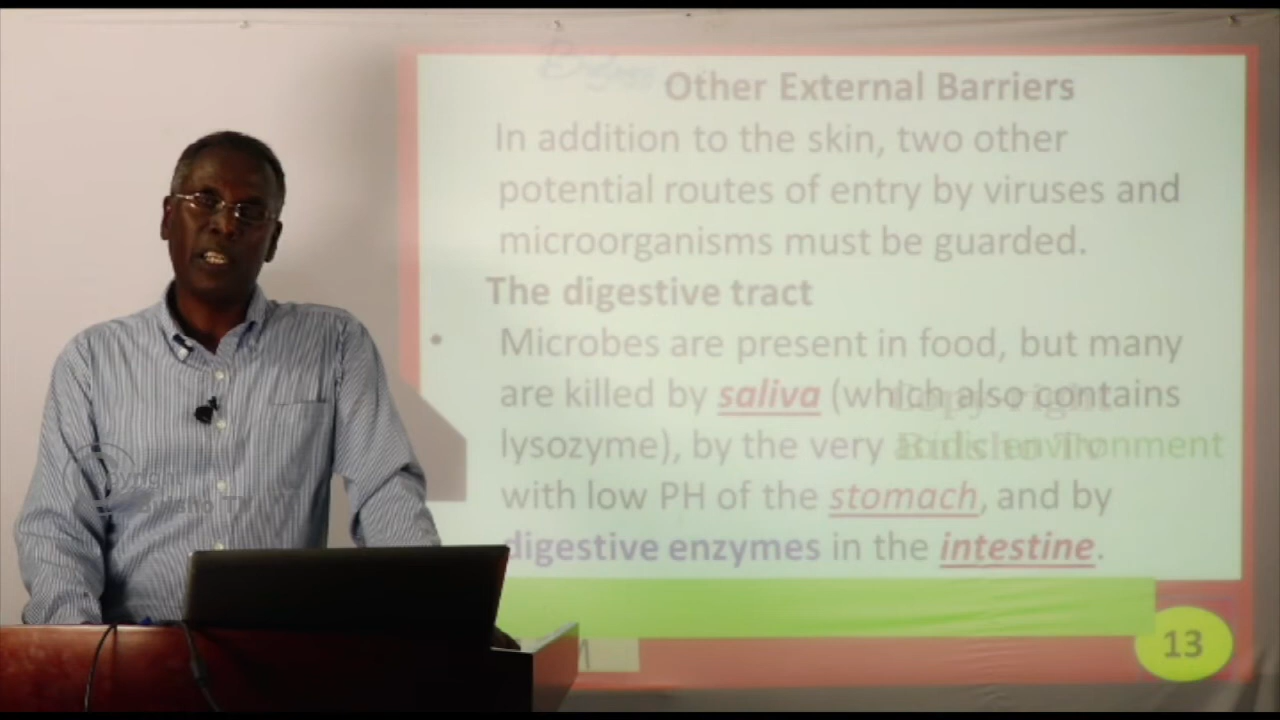 Other External Barriers
In addition to the skin, two other
potential routes of entry by viruses and
microorganisms must be guarded.
The digestive tract
• Microbes are present in food, but many
are killed by saliva (which also contains
lysozyme), by the very acidic environment
with low PH of the stomach, and by
digestive enzymes in the intestine.
13
Copy right